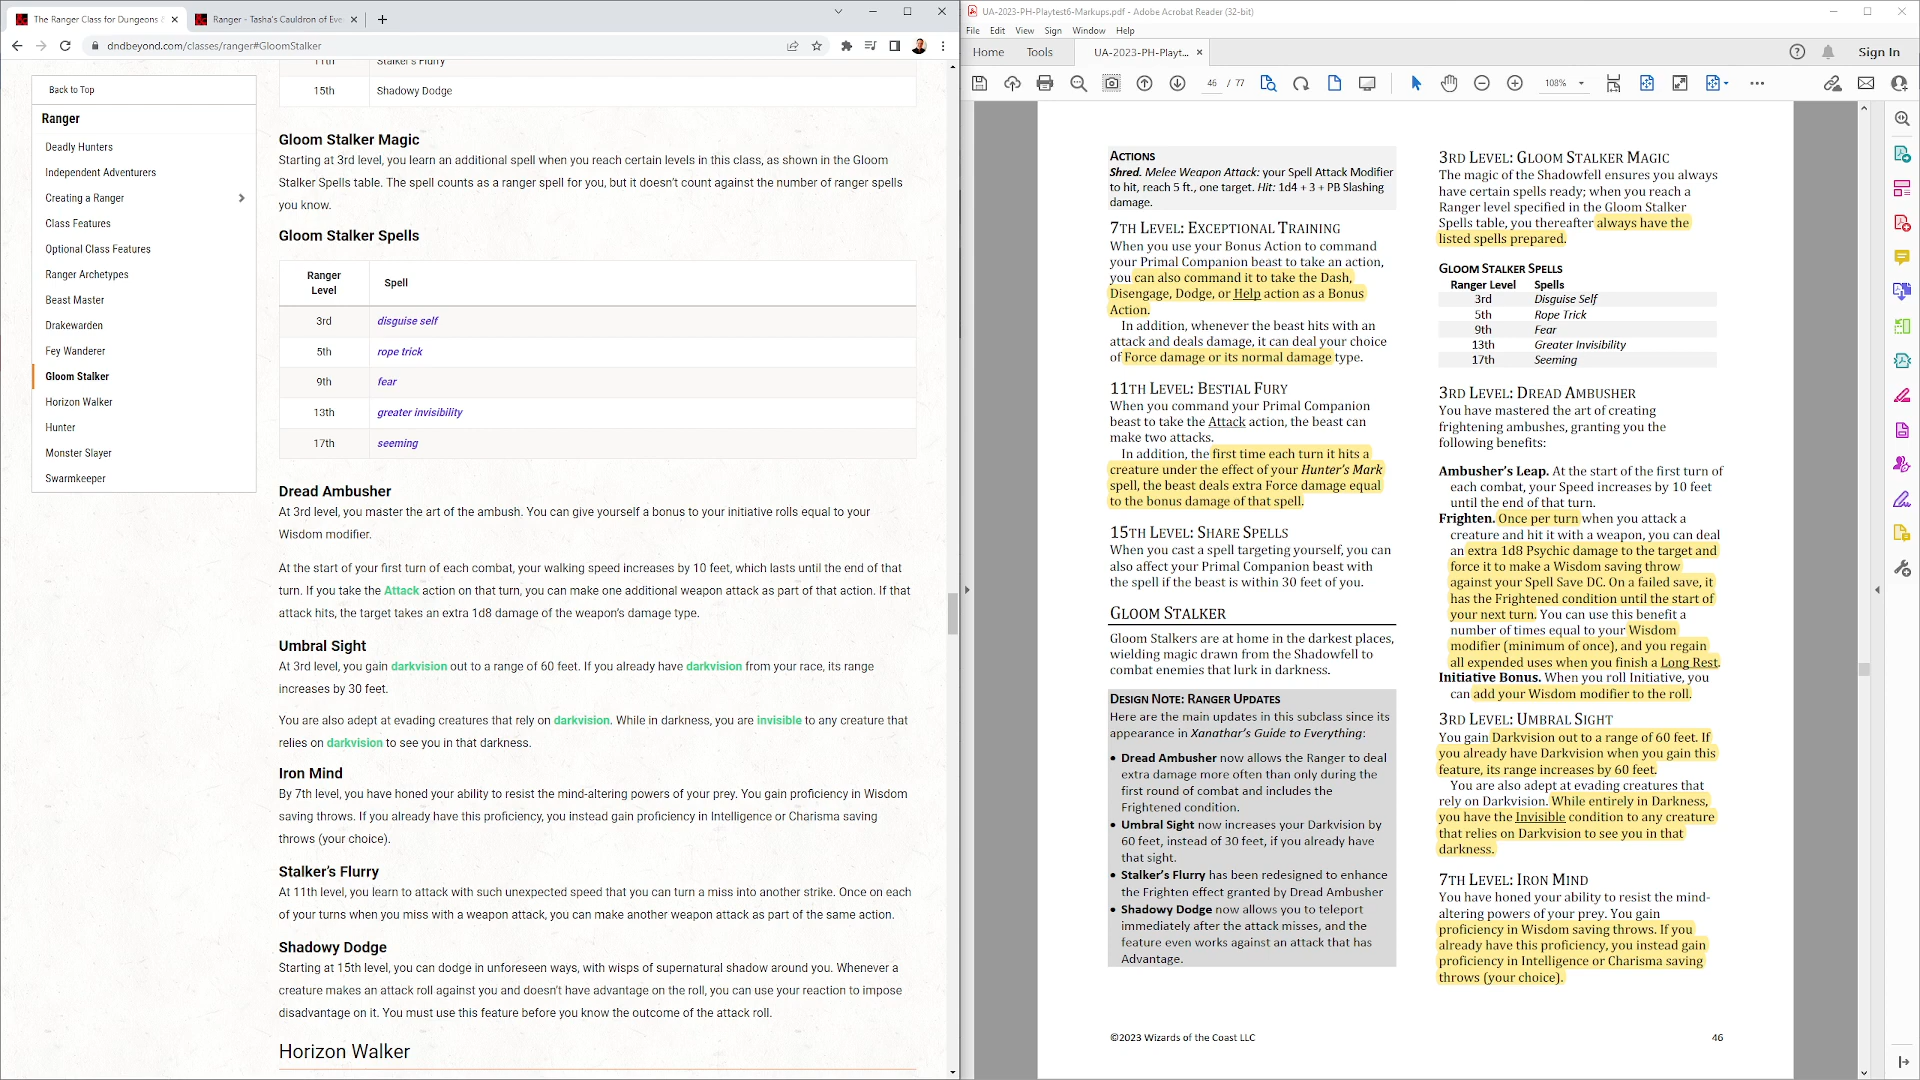 The Ranger Class for Dungeons &
Ranger - Tasha's Cauldron of Eve
dndbeyond.com/classes/ranger#GloomStalker
Back to Top
Ranger
Deadly Hunters
Independent Adventurers
Creating a Ranger
Class Features
Optional Class Features
Ranger Archetypes
Beast Master
Drakewarden
Fey Wanderer
Gloom Stalker
Horizon Walker
Hunter
Monster Slayer
Swarmkeeper
11th Stalker's Flurry
15th Shadowy Dodge
Gloom Stalker Magic
Starting at 3rd level, you learn an additional spell when you reach certain levels in this class, as shown in the Gloom
Stalker Spells table. The spell counts as a ranger spell for you, but it doesn't count against the number of ranger spells
you know.
Gloom Stalker Spells
Ranger
Level
Spell
3rd disguise self
5th rope trick
9th fear
13th greater invisibility
17th seeming
Dread Ambusher
At 3rd level, you master the art of the ambush. You can give yourself a bonus to your initiative rolls equal to your
Wisdom modifier.
At the start of your first turn of each combat, your walking speed increases by 10 feet, which lasts until the end of that
turn. If you take the Attack action on that turn, you can make one additional weapon attack as part of that action. If that
attack hits, the target takes an extra 1d8 damage of the weapon's damage type.
Umbral Sight
At 3rd level, you gain darkvision out to a range of 60 feet. If you already have darkvision from your race, its range
increases by 30 feet.
You are also adept at evading creatures that rely on darkvision. While in darkness, you are invisible to any creature that
relies on darkvision to see you in that darkness.
Iron Mind
By 7th level, you have honed your ability to resist the mind-altering powers of your prey. You gain proficiency in Wisdom
saving throws. If you already have this proficiency, you instead gain proficiency in Intelligence or Charisma saving
throws (your choice).
Stalker's Flurry
At 11th level, you learn to attack with such unexpected speed that you can turn a miss into another strike. Once on each
of your turns when you miss with a weapon attack, you can make another weapon attack as part of the same action.
Shadowy Dodge
Starting at 15th level, you can dodge in unforeseen ways, with wisps of supernatural shadow around you. Whenever a
creature makes an attack roll against you and doesn't have advantage on the roll, you can use your reaction to impose
disadvantage on it. You must use this feature before you know the outcome of the attack roll.
Horizon Walker
UA-2023-PH-Playtest6-Markups.pdf - Adobe Acrobat Reader (32-bit)
File Edit View Sign Window Help
Home Tools UA-2023-PH-Playt... Sign In
46 / 77 108%
ACTIONS
Shred. Melee Weapon Attack: your Spell Attack Modifier
to hit, reach 5 ft., one target. Hit: 1d4 + 3 + PB Slashing
damage.
7TH LEVEL: EXCEPTIONAL TRAINING
When you use your Bonus Action to command
your Primal Companion beast to take an action,
you can also command it to take the Dash,
Disengage, Dodge, or Help action as a Bonus
Action.
In addition, whenever the beast hits with an
attack and deals damage, it can deal your choice
of Force damage or its normal damage type.
11TH LEVEL: BESTIAL FURY
When you command your Primal Companion
beast to take the Attack action, the beast can
make two attacks.
In addition, the first time each turn it hits a
creature under the effect of your Hunter's Mark
spell, the beast deals extra Force damage equal
to the bonus damage of that spell.
15TH LEVEL: SHARE SPELLS
When you cast a spell targeting yourself, you can
also affect your Primal Companion beast with
the spell if the beast is within 30 feet of you.
GLOOM STALKER
Gloom Stalkers are at home in the darkest places,
wielding magic drawn from the Shadowfell to
combat enemies that lurk in darkness.
DESIGN NOTE: RANGER UPDATES
Here are the main updates in this subclass since its
appearance in Xanathar's Guide to Everything:
• Dread Ambusher now allows the Ranger to deal
extra damage more often than only during the
first round of combat and includes the
Frightened condition.
• Umbral Sight now increases your Darkvision by
60 feet, instead of 30 feet, if you already have
that sight.
• Stalker's Flurry has been redesigned to enhance
the Frighten effect granted by Dread Ambusher
• Shadowy Dodge now allows you to teleport
immediately after the attack misses, and the
feature even works against an attack that has
Advantage.
3RD LEVEL: GLOOM STALKER MAGIC
The magic of the Shadowfell ensures you always
have certain spells ready; when you reach a
Ranger level specified in the Gloom Stalker
Spells table, you thereafter always have the
listed spells prepared.
GLOOM STALKER SPELLS
Ranger Level Spells
3rd Disguise Self
5th Rope Trick
9th Fear
13th Greater Invisibility
17th Seeming
3RD LEVEL: DREAD AMBUSHER
You have mastered the art of creating
frightening ambushes, granting you the
following benefits:
Ambusher's Leap. At the start of the first turn of
each combat, your Speed increases by 10 feet
until the end of that turn.
Frighten. Once per turn when you attack a
creature and hit it with a weapon, you can deal
an extra 1d8 Psychic damage to the target and
force it to make a Wisdom saving throw
against your Spell Save DC. On a failed save, it
has the Frightened condition until the start of
your next turn. You can use this benefit a
number of times equal to your Wisdom
modifier (minimum of once), and you regain
all expended uses when you finish a Long Rest.
Initiative Bonus. When you roll Initiative, you
can add your Wisdom modifier to the roll.
3RD LEVEL: UMBRAL SIGHT
You gain Darkvision out to a range of 60 feet. If
you already have Darkvision when you gain this
feature, its range increases by 60 feet.
You are also adept at evading creatures that
rely on Darkvision. While entirely in Darkness,
you have the Invisible condition to any creature
that relies on Darkvision to see you in that
darkness.
7TH LEVEL: IRON MIND
You have honed your ability to resist the mind-
altering powers of your prey. You gain
proficiency in Wisdom saving throws. If you
already have this proficiency, you instead gain
proficiency in Intelligence or Charisma saving
throws (your choice).
©2023 Wizards of the Coast LLC 46